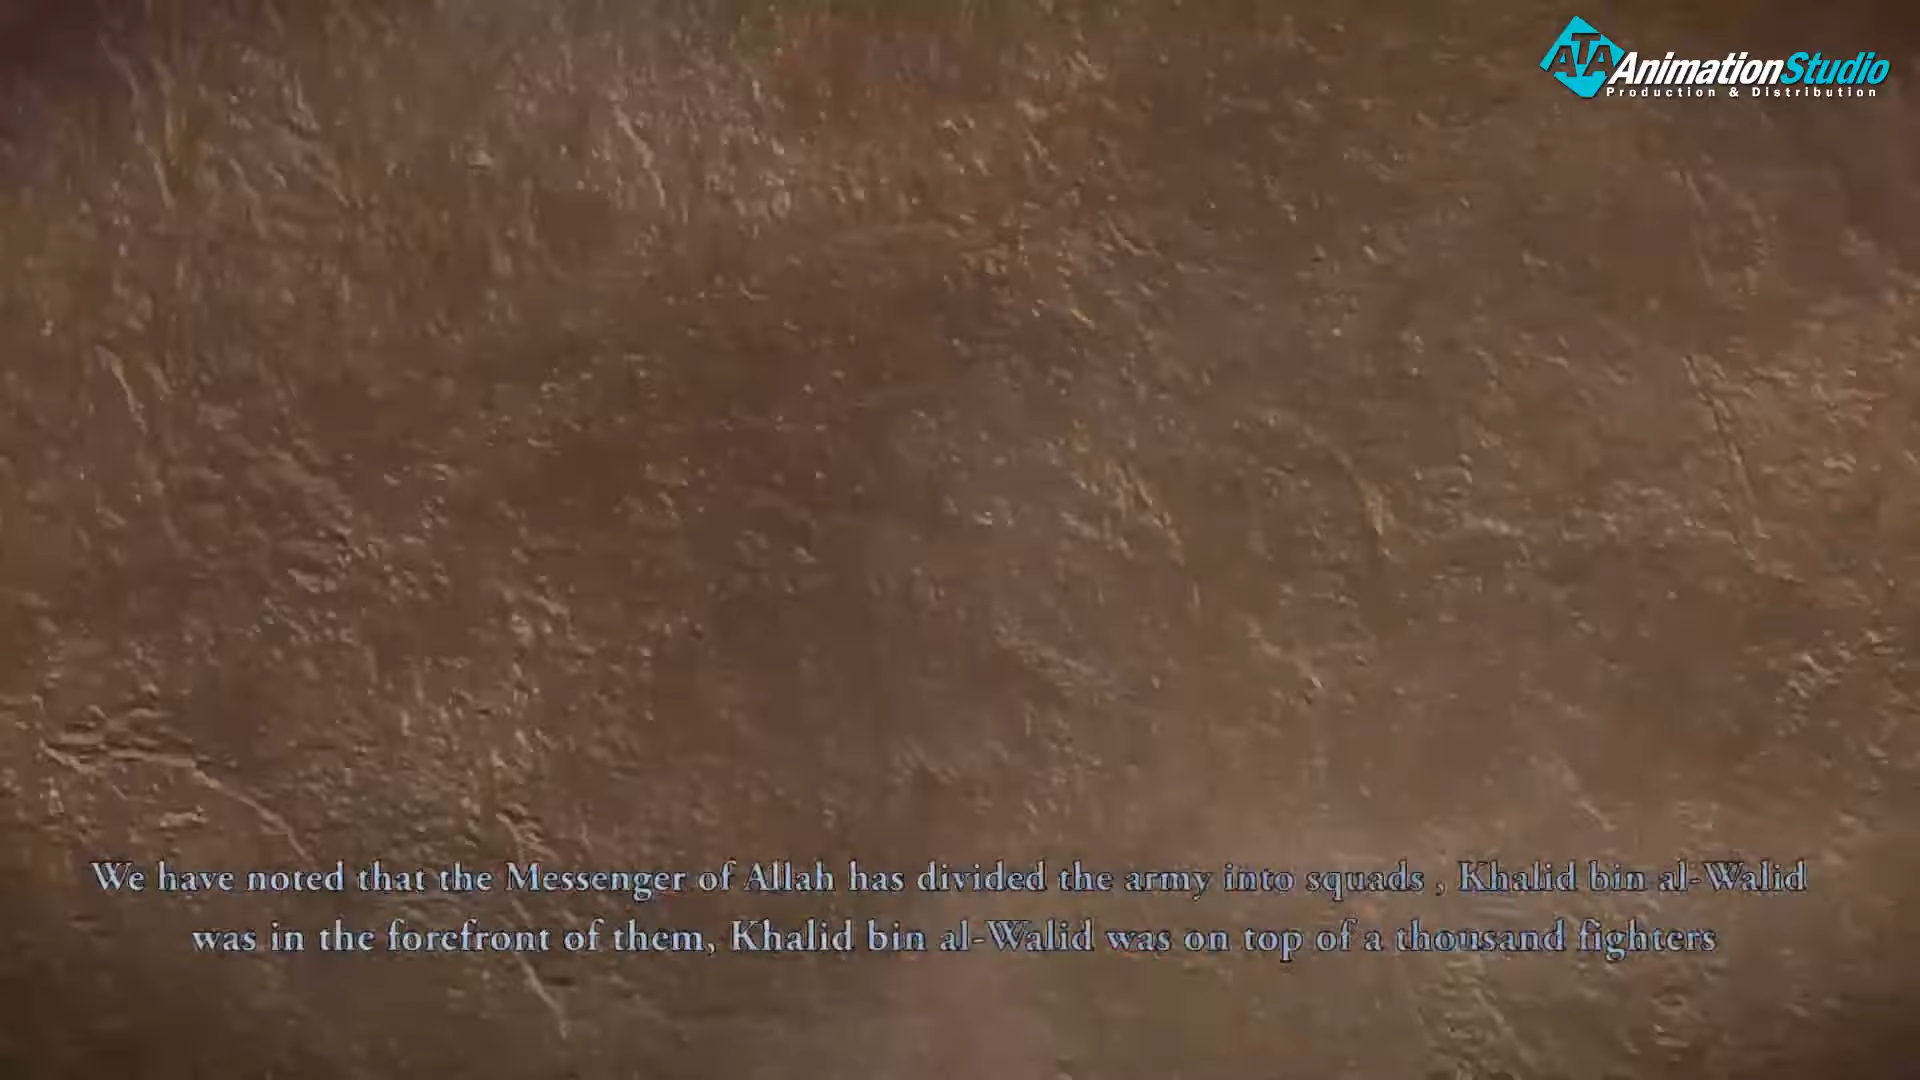 ATA AnimationStudio
Production & Distribution
We have noted that the Messenger of Allah has divided the army into squads , Khalid bin al-Walid
was in the forefront of them, Khalid bin al-Walid was on top of a thousand fighters